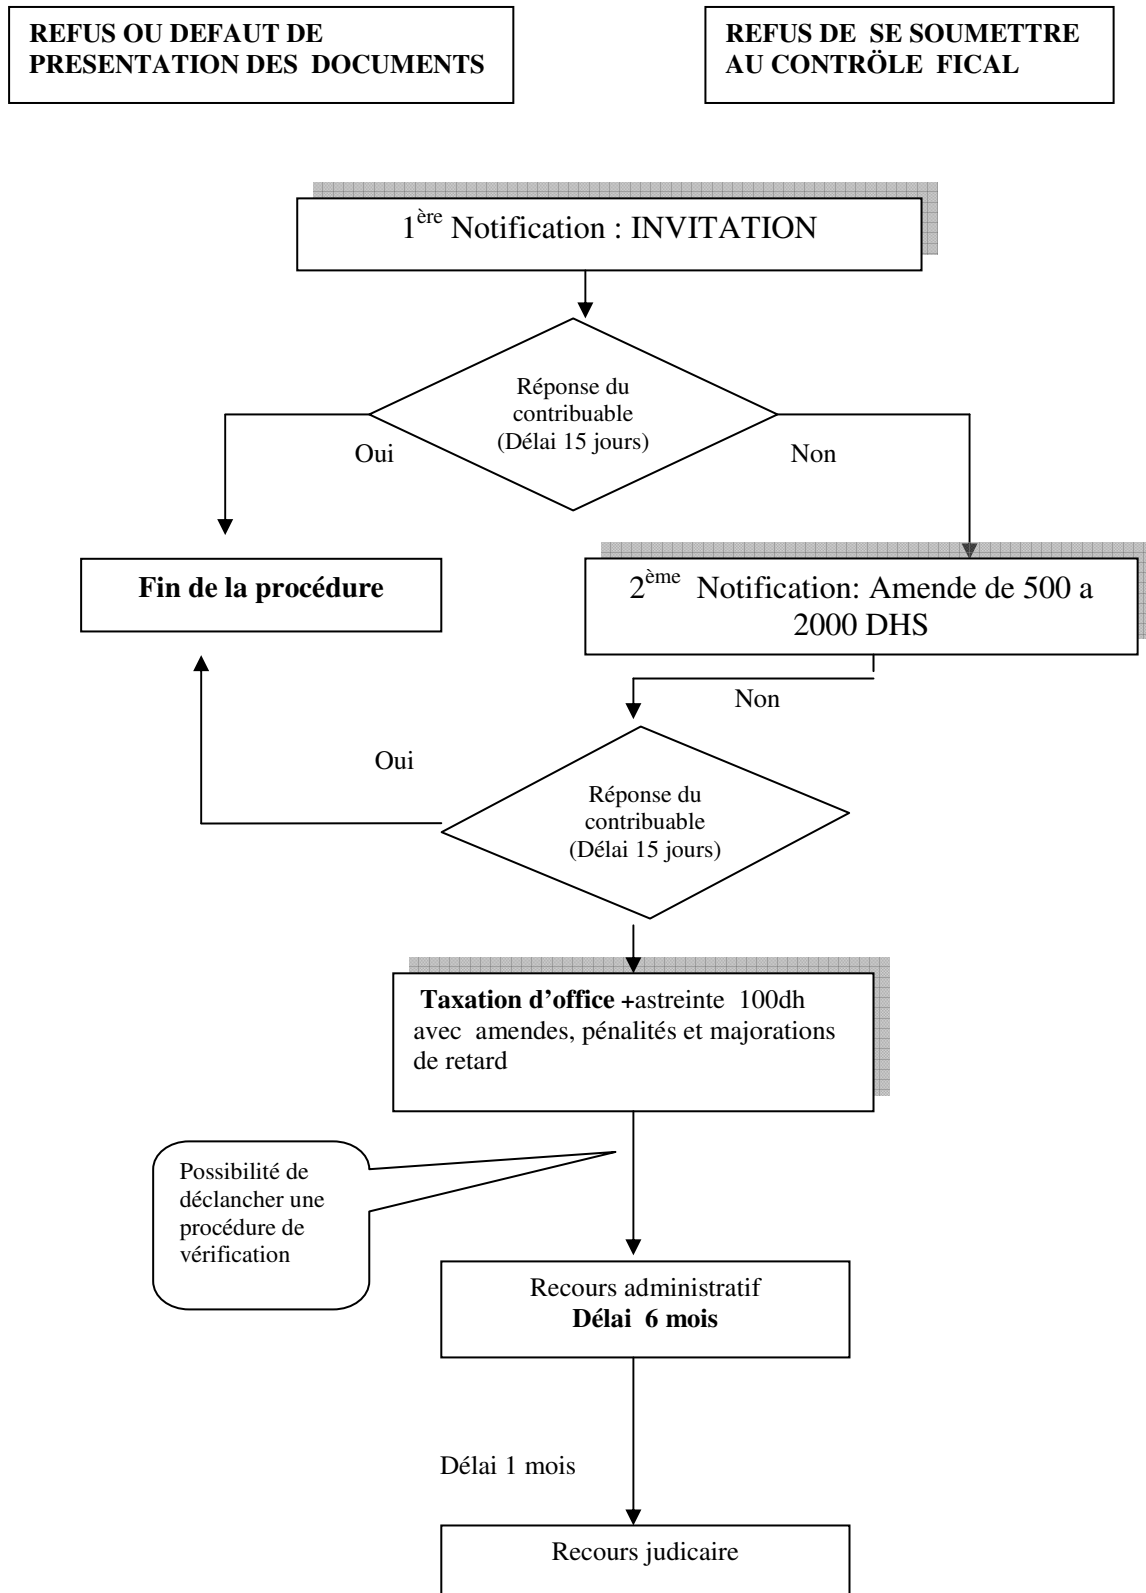 REFUS OU DEFAUT DE
PRESENTATION DES DOCUMENTS
REFUS DE SE SOUMETTRE
AU CONTRÖLE FICAL
1ère Notification : INVITATION
Réponse du
contribuable
(Délai 15 jours)
Oui
Non
Fin de la procédure
2ème Notification: Amende de 500 a
2000 DHS
Non
Oui
Réponse du
contribuable
(Délai 15 jours)
Taxation d’office +astreinte 100dh
avec amendes, pénalités et majorations
de retard
Possibilité de
déclancher une
procédure de
vérification
Recours administratif
Délai 6 mois
Délai 1 mois
Recours judicaire